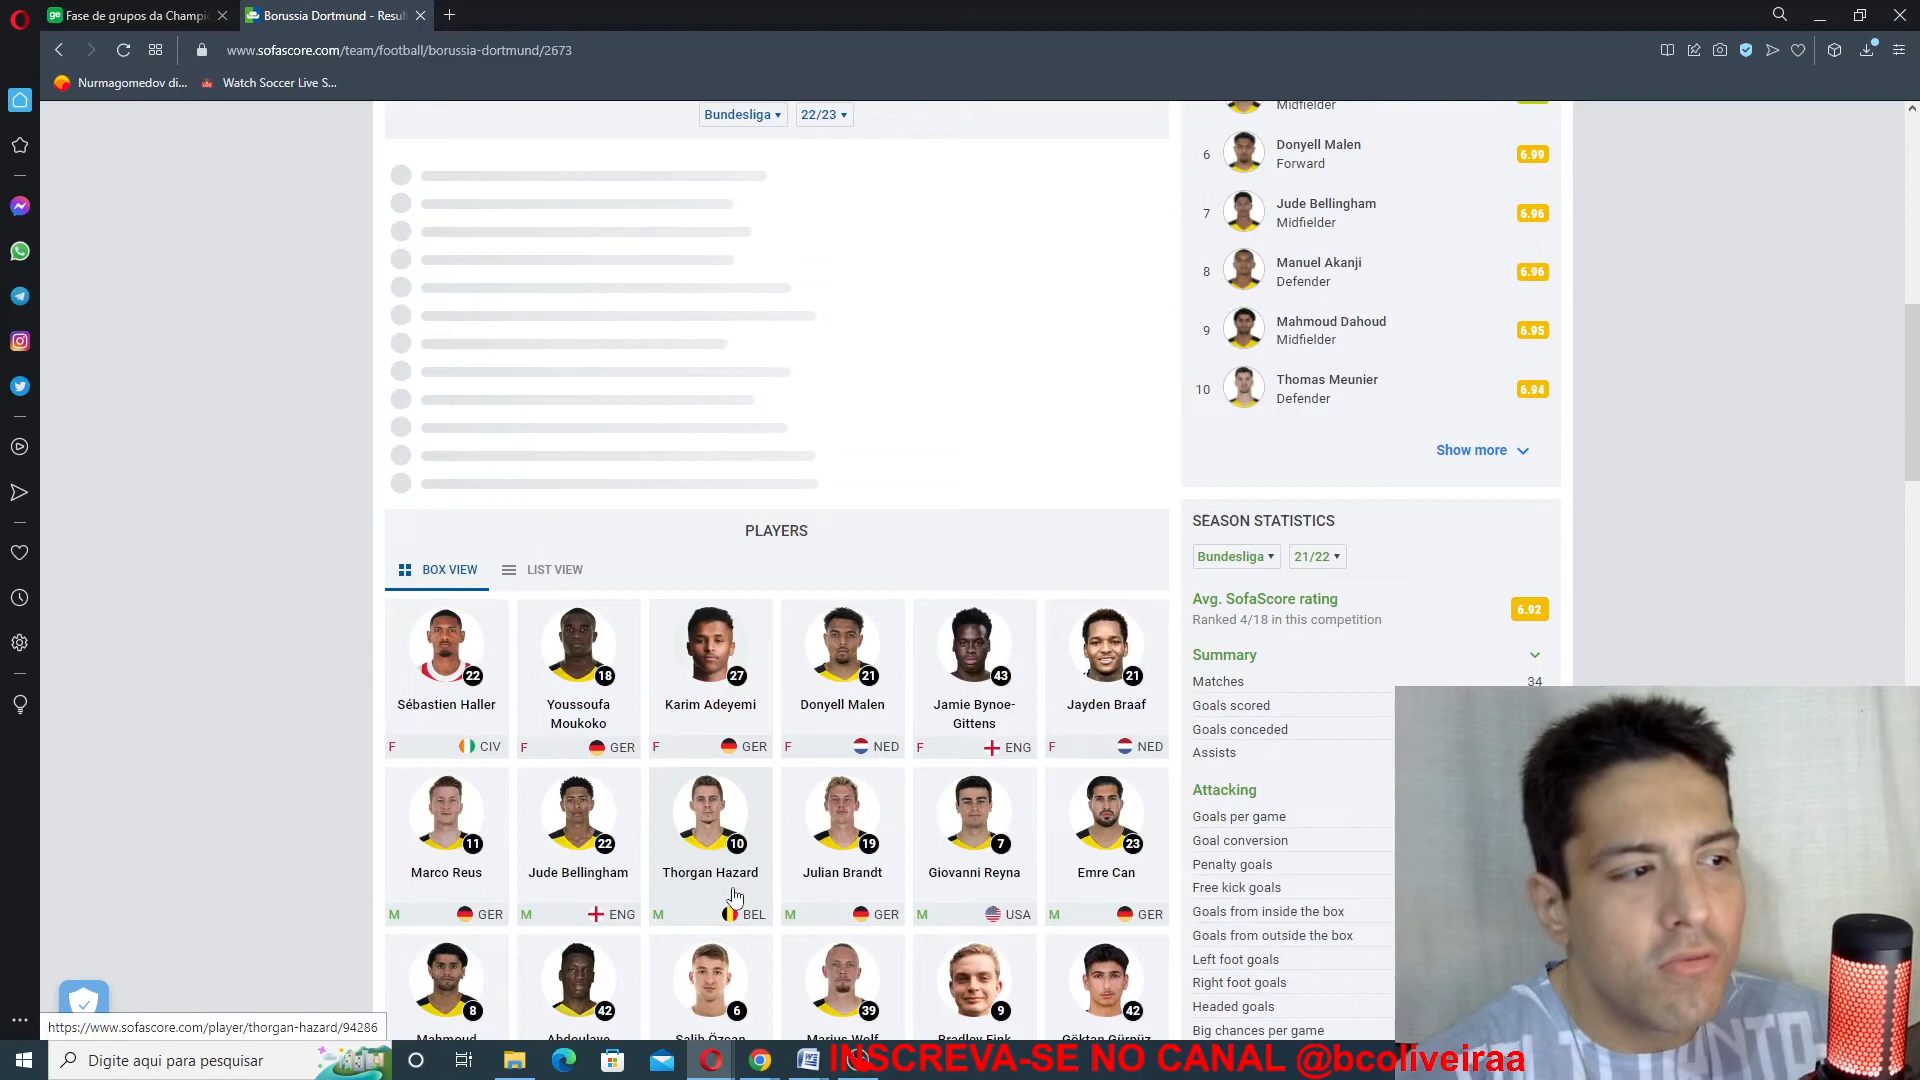 Fase de grupos da Champi
Borussia Dortmund - Resul
www.sofascore.com/team/football/borussia-dortmund/2673
Nurmagomedov di...
Watch Soccer Live S...
Bundesliga
22/23
Midfielder
6 Donyell Malen 6.99
Forward
7 Jude Bellingham 6.96
Midfielder
8 Manuel Akanji 6.96
Defender
9 Mahmoud Dahoud 6.95
Midfielder
10 Thomas Meunier 6.94
Defender
Show more
PLAYERS
BOX VIEW LIST VIEW
22 18 27 21 43 21
Sébastien Haller Youssoufa Moukoko Karim Adeyemi Donyell Malen Jamie Bynoe-Gittens Jayden Braaf
F CIV F GER F GER F NED F ENG F NED
11 22 10 19 7 23
Marco Reus Jude Bellingham Thorgan Hazard Julian Brandt Giovanni Reyna Emre Can
M GER M ENG M BEL M GER M USA M GER
8 42 6 39 9 42
Mahmoud Abdoulaye Salih Özcan Marius Wolf Bradley Fink Göktan Gürpüz
SEASON STATISTICS
Bundesliga 21/22
Avg. SofaScore rating 6.92
Ranked 4/18 in this competition
Summary
Matches 34
Goals scored
Goals conceded
Assists
Attacking
Goals per game
Goal conversion
Penalty goals
Free kick goals
Goals from inside the box
Goals from outside the box
Left foot goals
Right foot goals
Headed goals
Big chances per game
https://www.sofascore.com/player/thorgan-hazard/94286
Digite aqui para pesquisar
INSCREVA-SE NO CANAL @bcoliveiraa